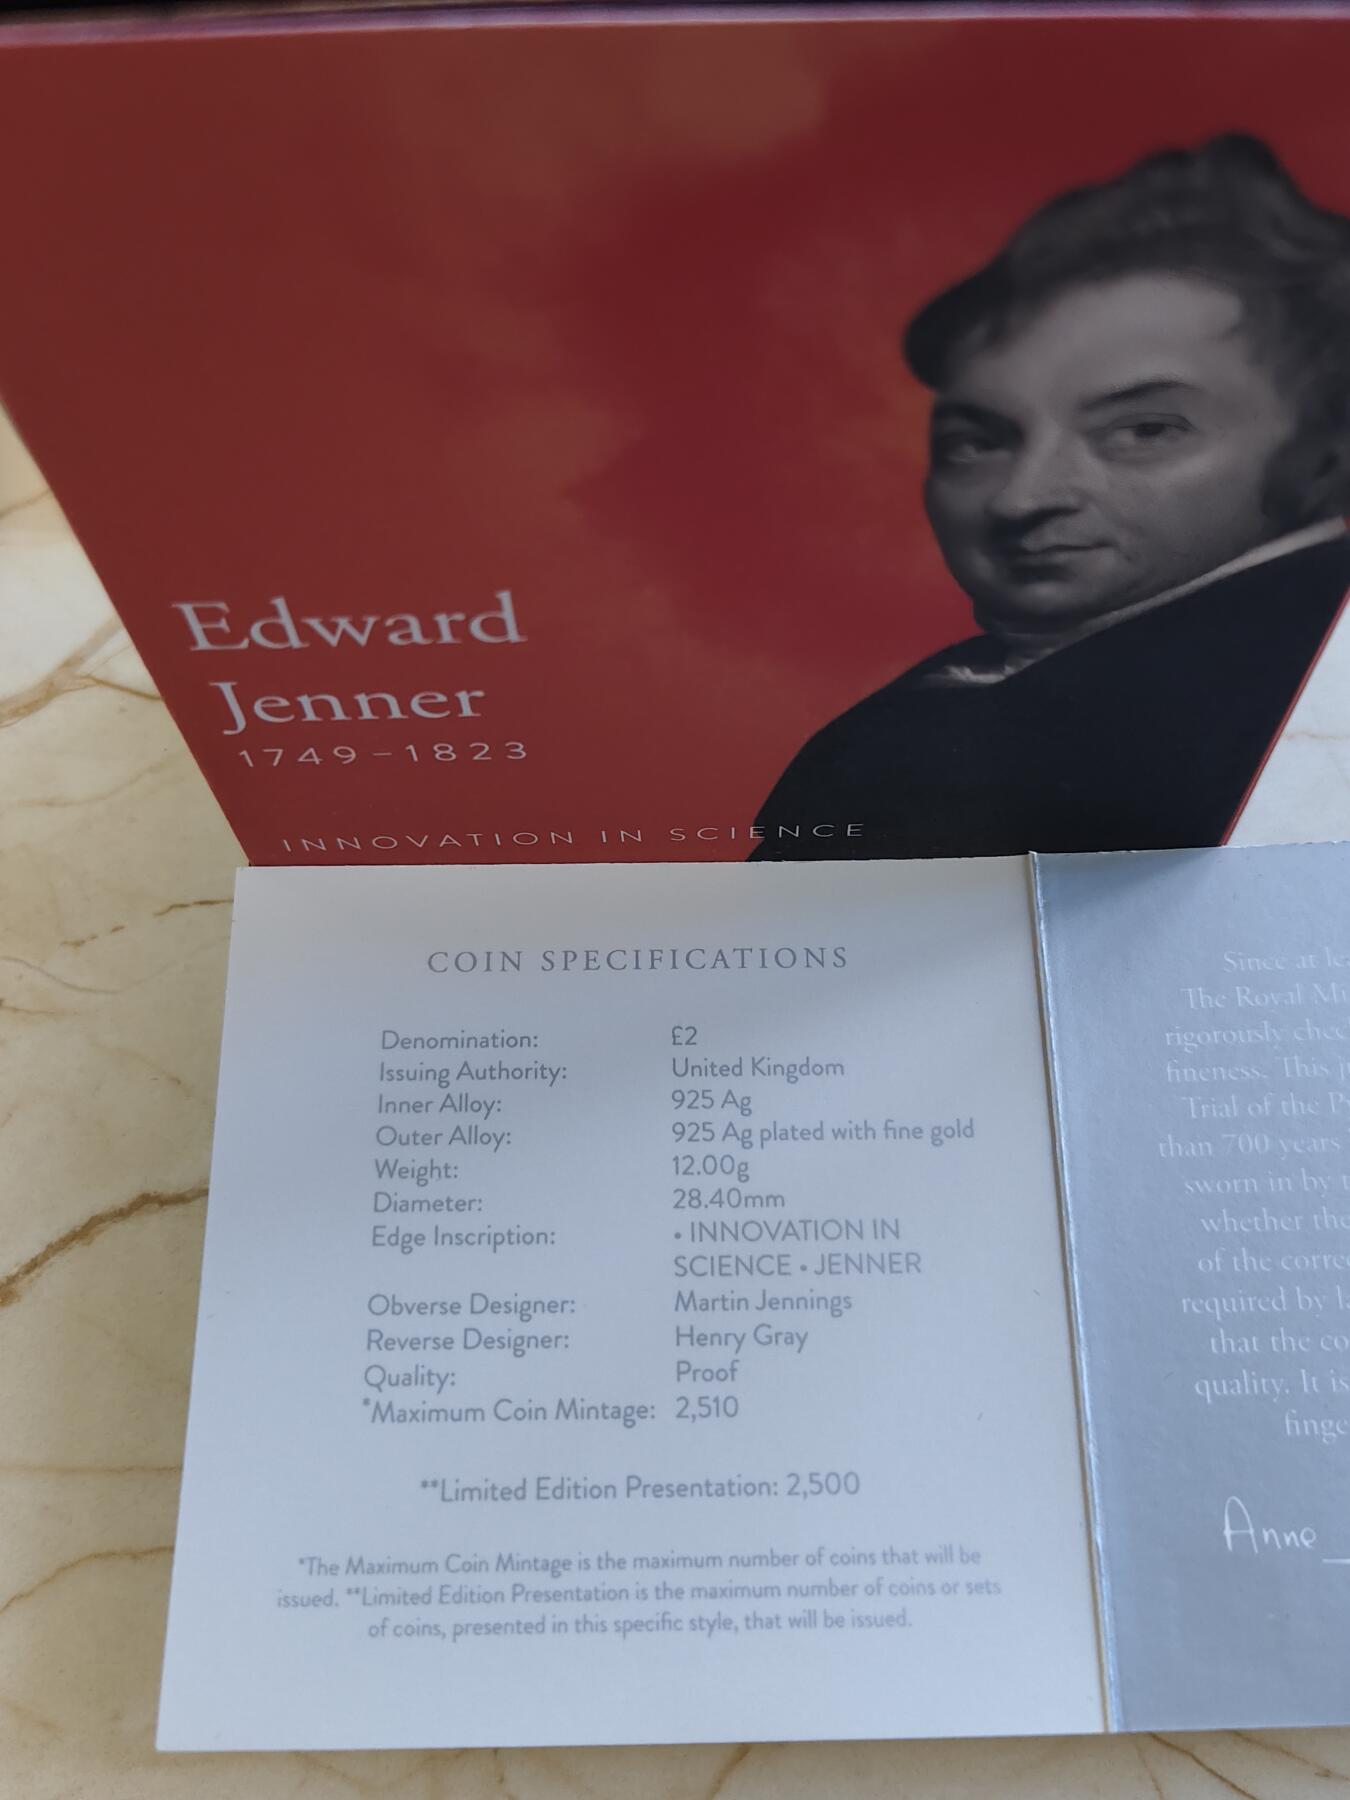 Edward
Jenner
1749–1823
INNOVATION IN SCIENCE
COIN SPECIFICATIONS
Denomination: £2
Issuing Authority: United Kingdom
Inner Alloy: 925 Ag
Outer Alloy: 925 Ag plated with fine gold
Weight: 12.00g
Diameter: 28.40mm
Edge Inscription: • INNOVATION IN
SCIENCE • JENNER
Obverse Designer: Martin Jennings
Reverse Designer: Henry Gray
Quality: Proof
*Maximum Coin Mintage: 2,510
**Limited Edition Presentation: 2,500
*The Maximum Coin Mintage is the maximum number of coins that will be
issued. **Limited Edition Presentation is the maximum number of coins or sets
of coins, presented in this specific style, that will be issued.
Since at
The Royal
rigorously
fineness. This
Trial of the
than 700 years
sworn in by
whether the
of the
required by
that the
quality. It is
Anne